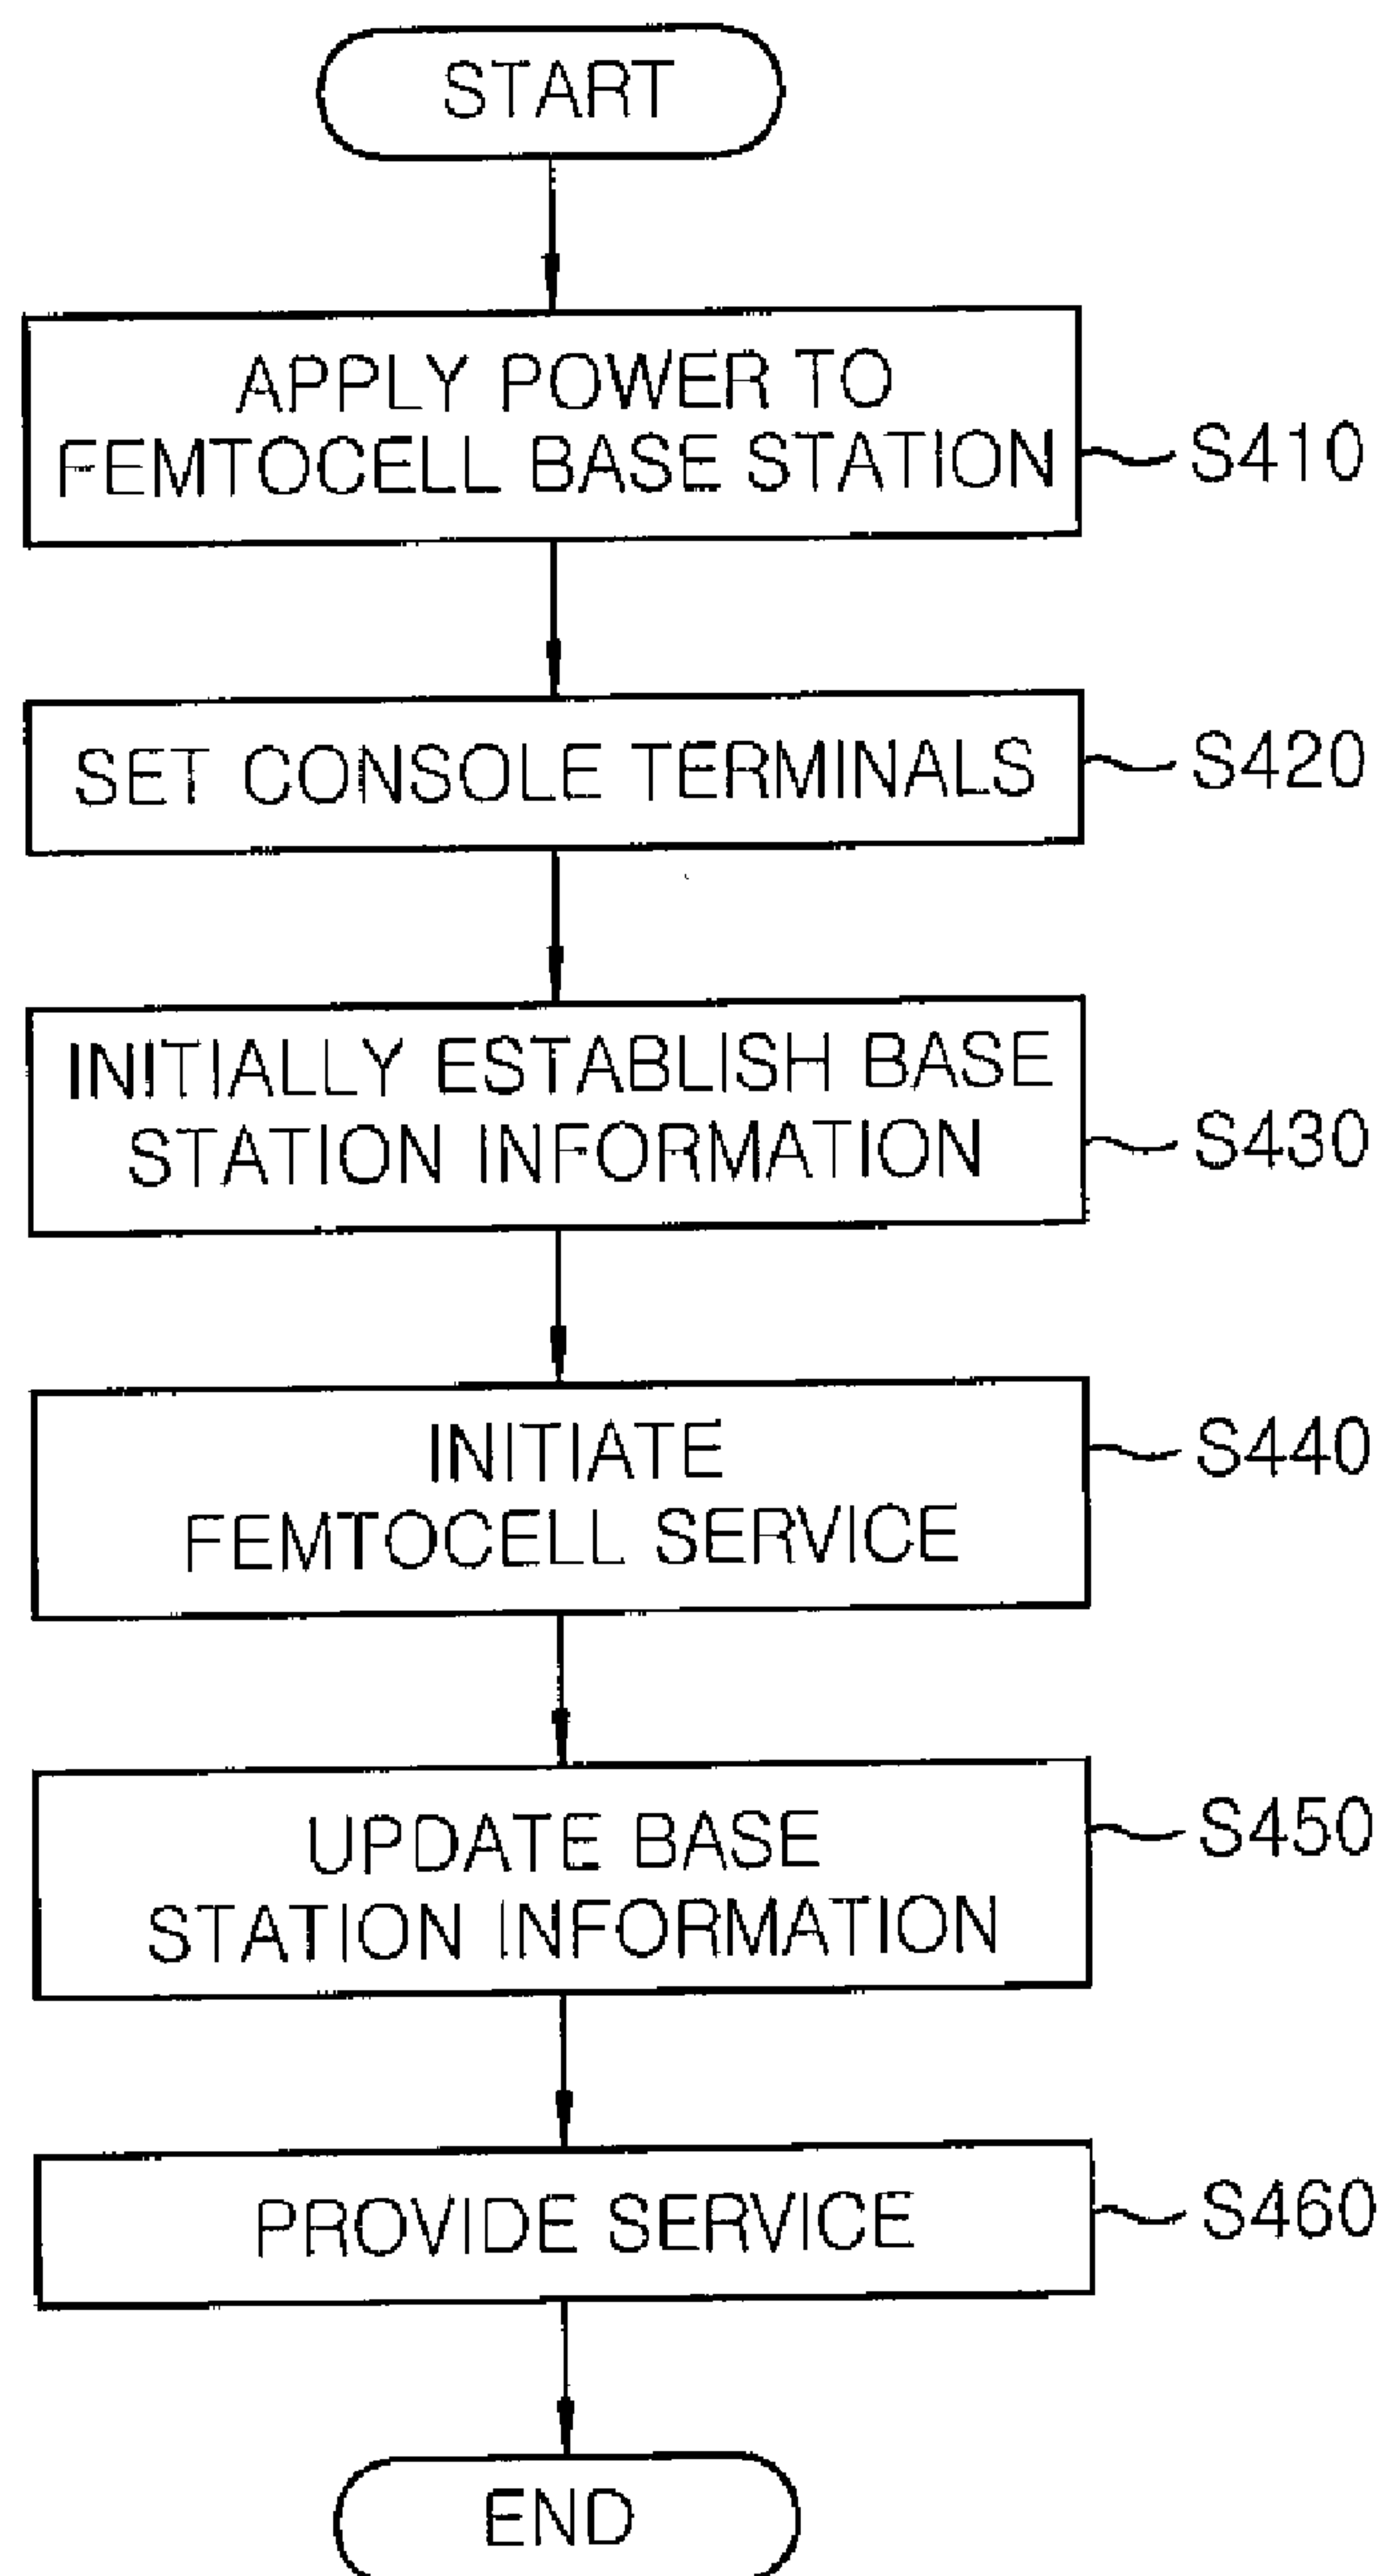 START
APPLY POWER TO
FEMTOCELL BASE STATION
S410
SET CONSOLE TERMINALS
S420
INITIALLY ESTABLISH BASE
STATION INFORMATION
S430
INITIATE
FEMTOCELL SERVICE
S440
UPDATE BASE
STATION INFORMATION
S450
PROVIDE SERVICE
S460
END